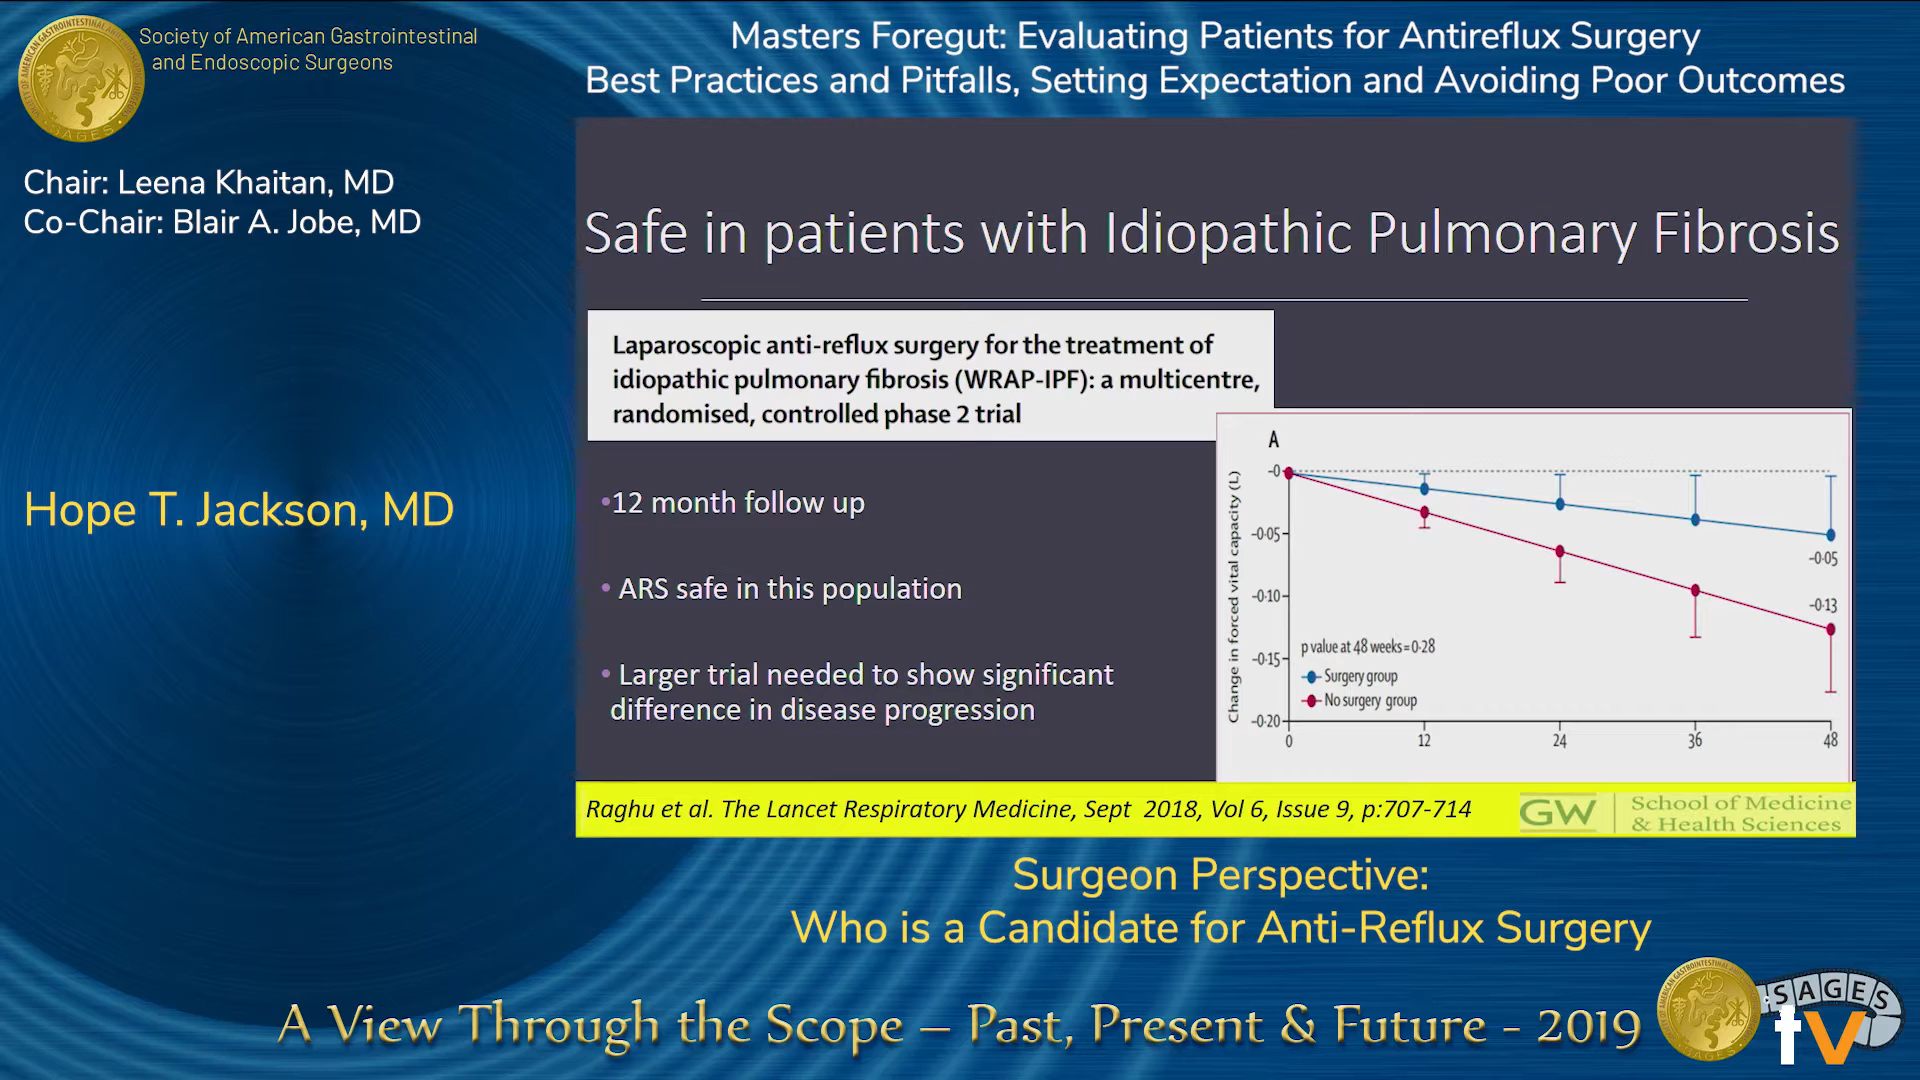 Society of American Gastrointestinal
and Endoscopic Surgeons
Masters Foregut: Evaluating Patients for Antireflux Surgery
Best Practices and Pitfalls, Setting Expectation and Avoiding Poor Outcomes
Chair: Leena Khaitan, MD
Co-Chair: Blair A. Jobe, MD
Hope T. Jackson, MD
Safe in patients with Idiopathic Pulmonary Fibrosis
Laparoscopic anti-reflux surgery for the treatment of
idiopathic pulmonary fibrosis (WRAP-IPF): a multicentre,
randomised, controlled phase 2 trial
•12 month follow up
• ARS safe in this population
• Larger trial needed to show significant
difference in disease progression
A
Change in forced vital capacity (L)
-0
-0·05
-0·10
-0·15
-0·20
-0·05
-0·13
p value at 48 weeks=0·28
Surgery group
No surgery group
0 12 24 36 48
Raghu et al. The Lancet Respiratory Medicine, Sept 2018, Vol 6, Issue 9, p:707-714
GW School of Medicine
& Health Sciences
Surgeon Perspective:
Who is a Candidate for Anti-Reflux Surgery
A View Through the Scope – Past, Present & Future - 2019
SAGES
tv